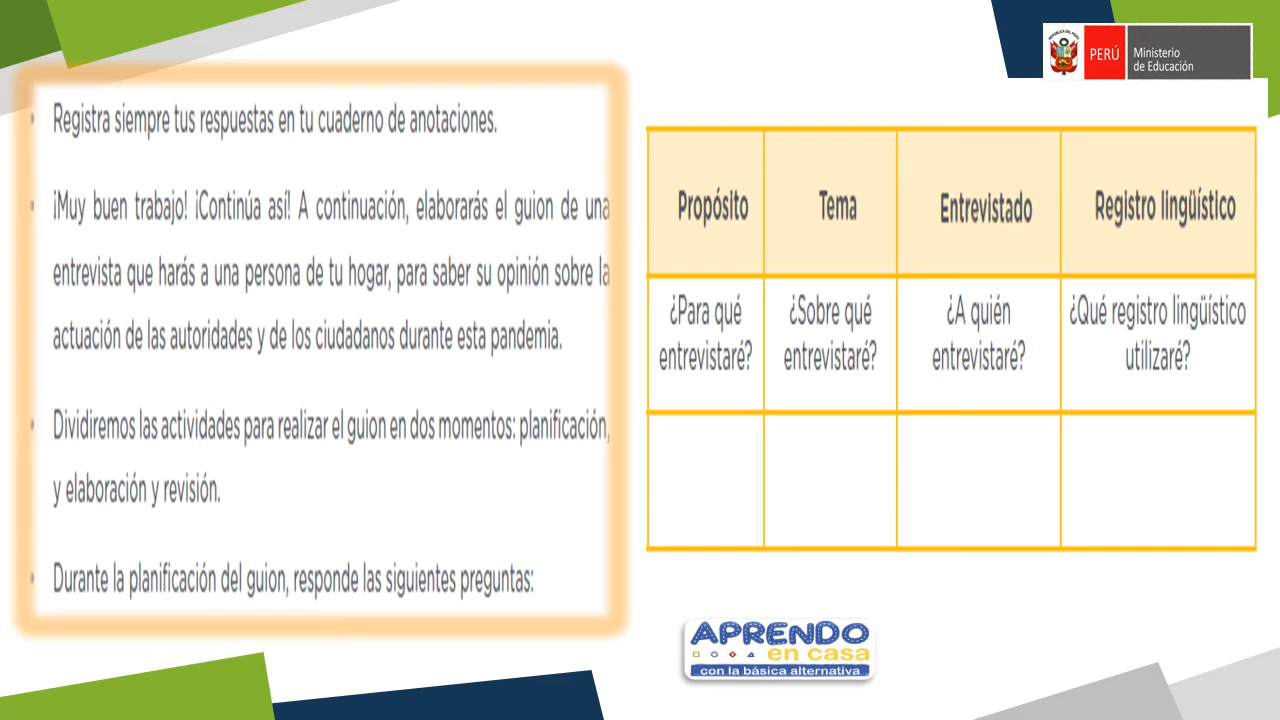 PERÚ
Ministerio
de Educación
Registra siempre tus respuestas en tu cuaderno de anotaciones.
¡Muy buen trabajo! ¡Continúa así! A continuación, elaborarás el guion de una
entrevista que harás a una persona de tu hogar, para saber su opinión sobre la
actuación de las autoridades y de los ciudadanos durante esta pandemia.
Dividiremos las actividades para realizar el guion en dos momentos: planificación,
y elaboración y revisión.
Durante la planificación del guion, responde las siguientes preguntas:
Propósito
Tema
Entrevistado
Registro lingüístico
¿Para qué
entrevistaré?
¿Sobre qué
entrevistaré?
¿A quién
entrevistaré?
¿Qué registro lingüístico
utilizaré?
APRENDO
en casa
con la básica alternativa